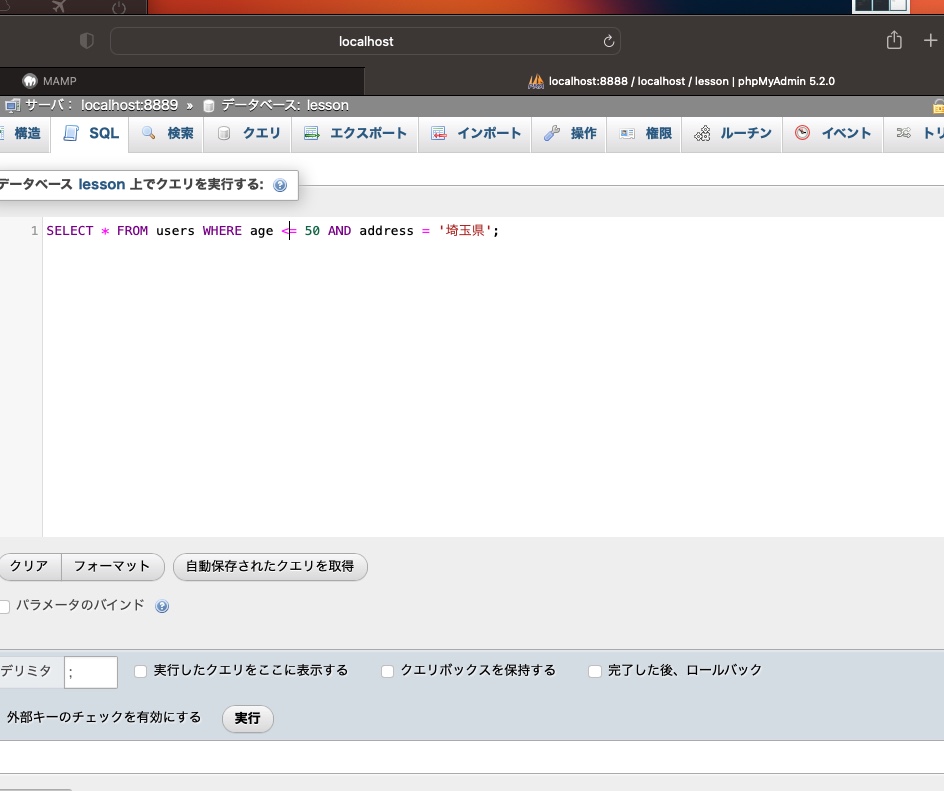 localhost
MAMP
localhost:8888 / localhost / lesson | phpMyAdmin 5.2.0
サーバ: localhost:8889 » データベース: lesson
構造 SQL 検索 クエリ エクスポート インポート 操作 権限 ルーチン イベント トリ
データベース lesson 上でクエリを実行する:
1 SELECT * FROM users WHERE age <= 50 AND address = '埼玉県';
クリア フォーマット 自動保存されたクエリを取得
パラメータのバインド
デリミタ ; 実行したクエリをここに表示する クエリボックスを保持する 完了した後、ロールバック
外部キーのチェックを有効にする 実行